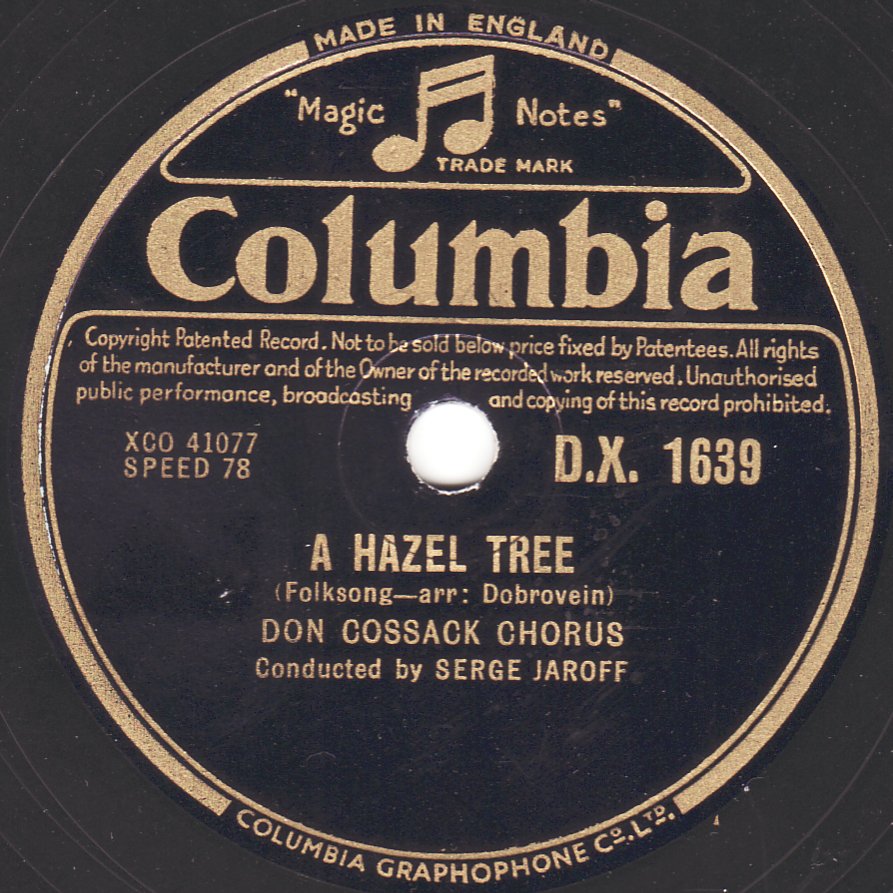 MADE IN ENGLAND
"Magic Notes"
TRADE MARK
Columbia
Copyright Patented Record. Not to be sold below price fixed by Patentees. All rights
of the manufacturer and of the Owner of the recorded work reserved. Unauthorised
public performance, broadcasting and copying of this record prohibited.
XCO 41077
SPEED 78
D.X. 1639
A HAZEL TREE
(Folksong—arr: Dobrovein)
DON COSSACK CHORUS
Conducted by SERGE JAROFF
COLUMBIA GRAPHOPHONE CO. LTD.